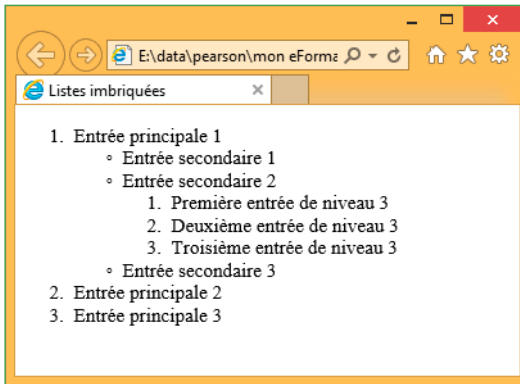 E:\data\pearson\mon eForma
Listes imbriquées
1. Entrée principale 1
∘ Entrée secondaire 1
∘ Entrée secondaire 2
1. Première entrée de niveau 3
2. Deuxième entrée de niveau 3
3. Troisième entrée de niveau 3
∘ Entrée secondaire 3
2. Entrée principale 2
3. Entrée principale 3